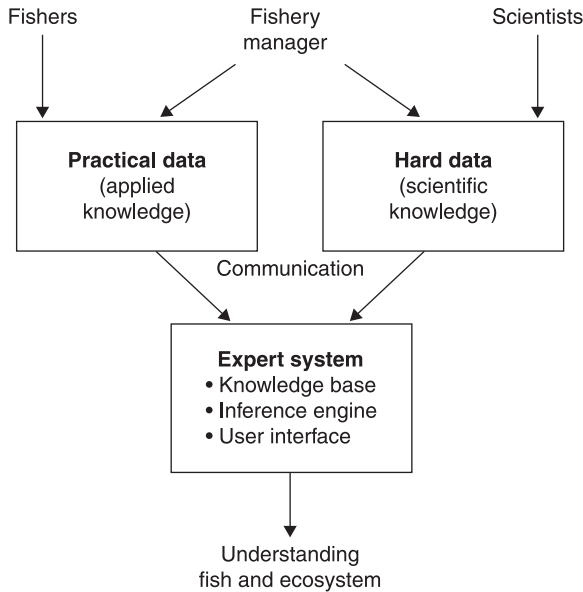 Fishers
Fishery
manager
Scientists
Practical data
(applied
knowledge)
Hard data
(scientific
knowledge)
Communication
Expert system
• Knowledge base
• Inference engine
• User interface
Understanding
fish and ecosystem